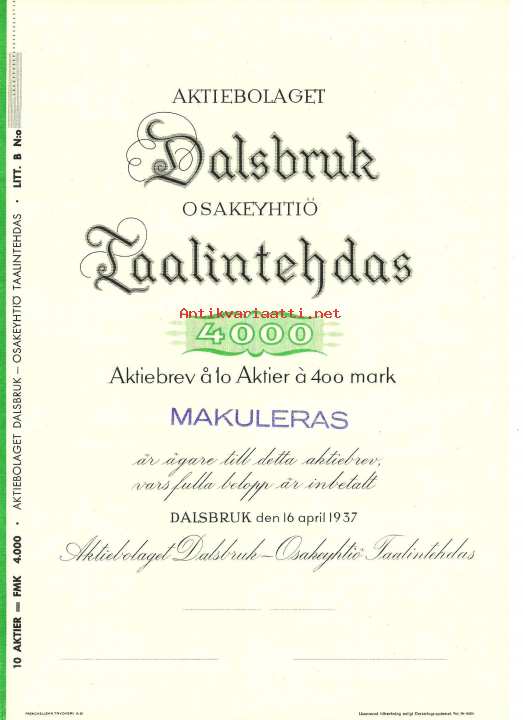 AKTIEBOLAGET
Dalsbruk
OSAKEYHTIÖ
Taalintehdas
Antikvariaatti.net
4000
Aktiebrev å 10 Aktier à 400 mark
MAKULERAS
är ägare till detta aktiebrev,
vars fulla belopp är inbetalt
DALSBRUK den 16 april 1937
Aktiebolaget Dalsbruk – Osakeyhtiö Taalintehdas
10 AKTIER — FMK 4.000 • AKTIEBOLAGET DALSBRUK — OSAKEYHTIÖ TAALINTEHDAS • LITT. B N:o
FRENCKELLSKA TRYCKERI A.B.